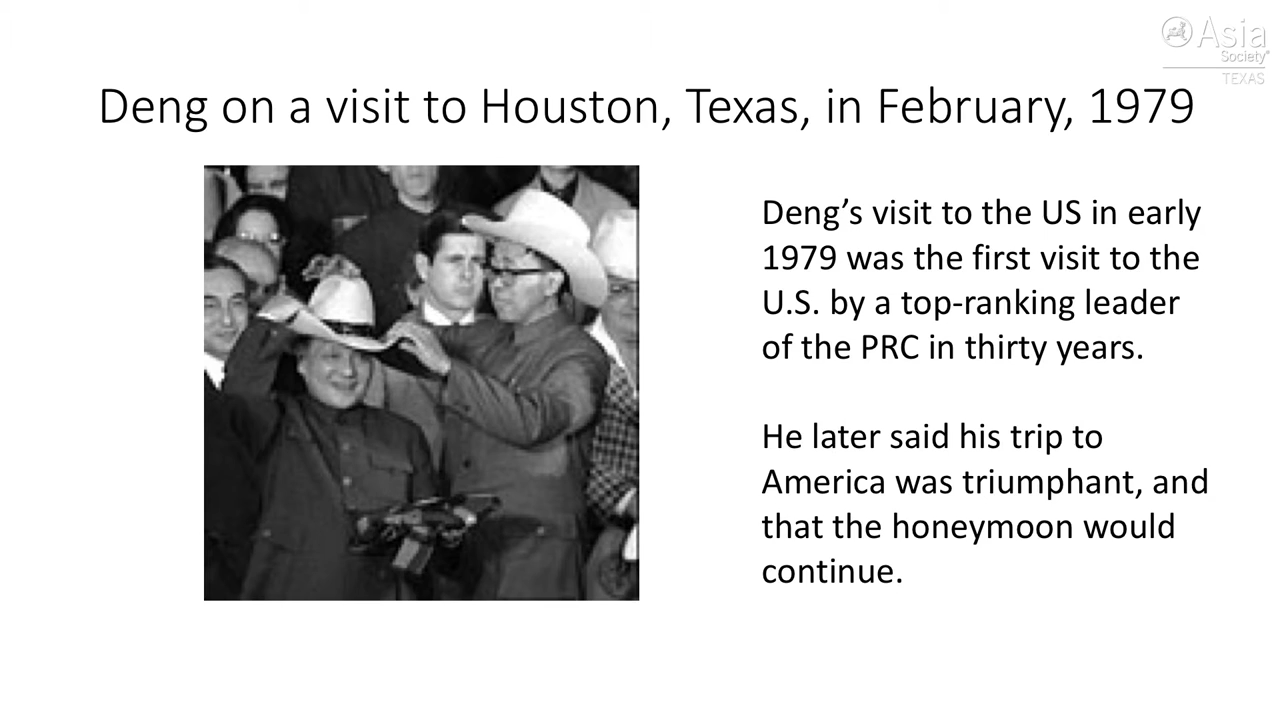 Asia
Society
TEXAS
Deng on a visit to Houston, Texas, in February, 1979
Deng’s visit to the US in early
1979 was the first visit to the
U.S. by a top-ranking leader
of the PRC in thirty years.
He later said his trip to
America was triumphant, and
that the honeymoon would
continue.